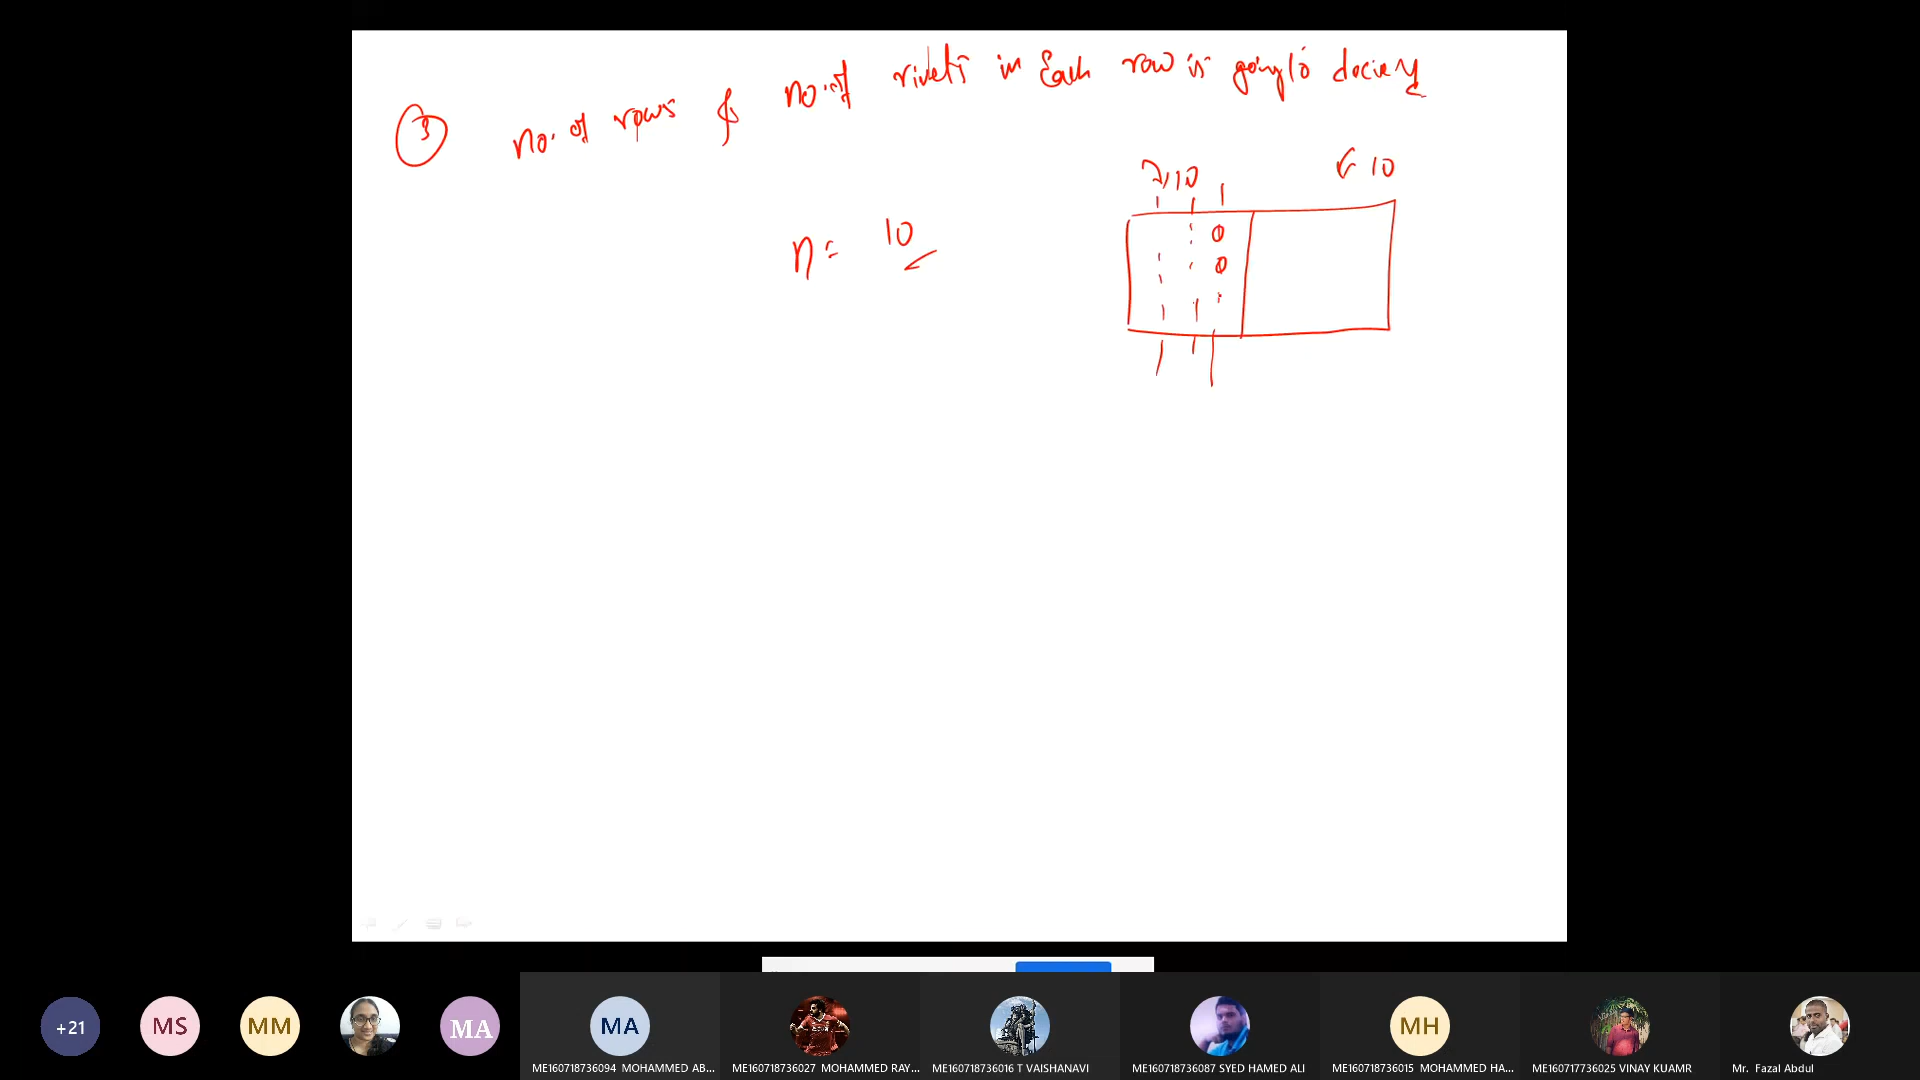 3 no. of rows & no. of rivets in Each row is going to
n = 10
10
+21
MS
MM
MA
MA
MH
ME160718736094 MOHAMMED AB...
ME160718736027 MOHAMMED RAY...
ME160718736016 T VAISHANAVI
ME160718736087 SYED HAMED ALI
ME160718736015 MOHAMMED HA...
ME160717736025 VINAY KUAMR
Mr. Fazal Abdul